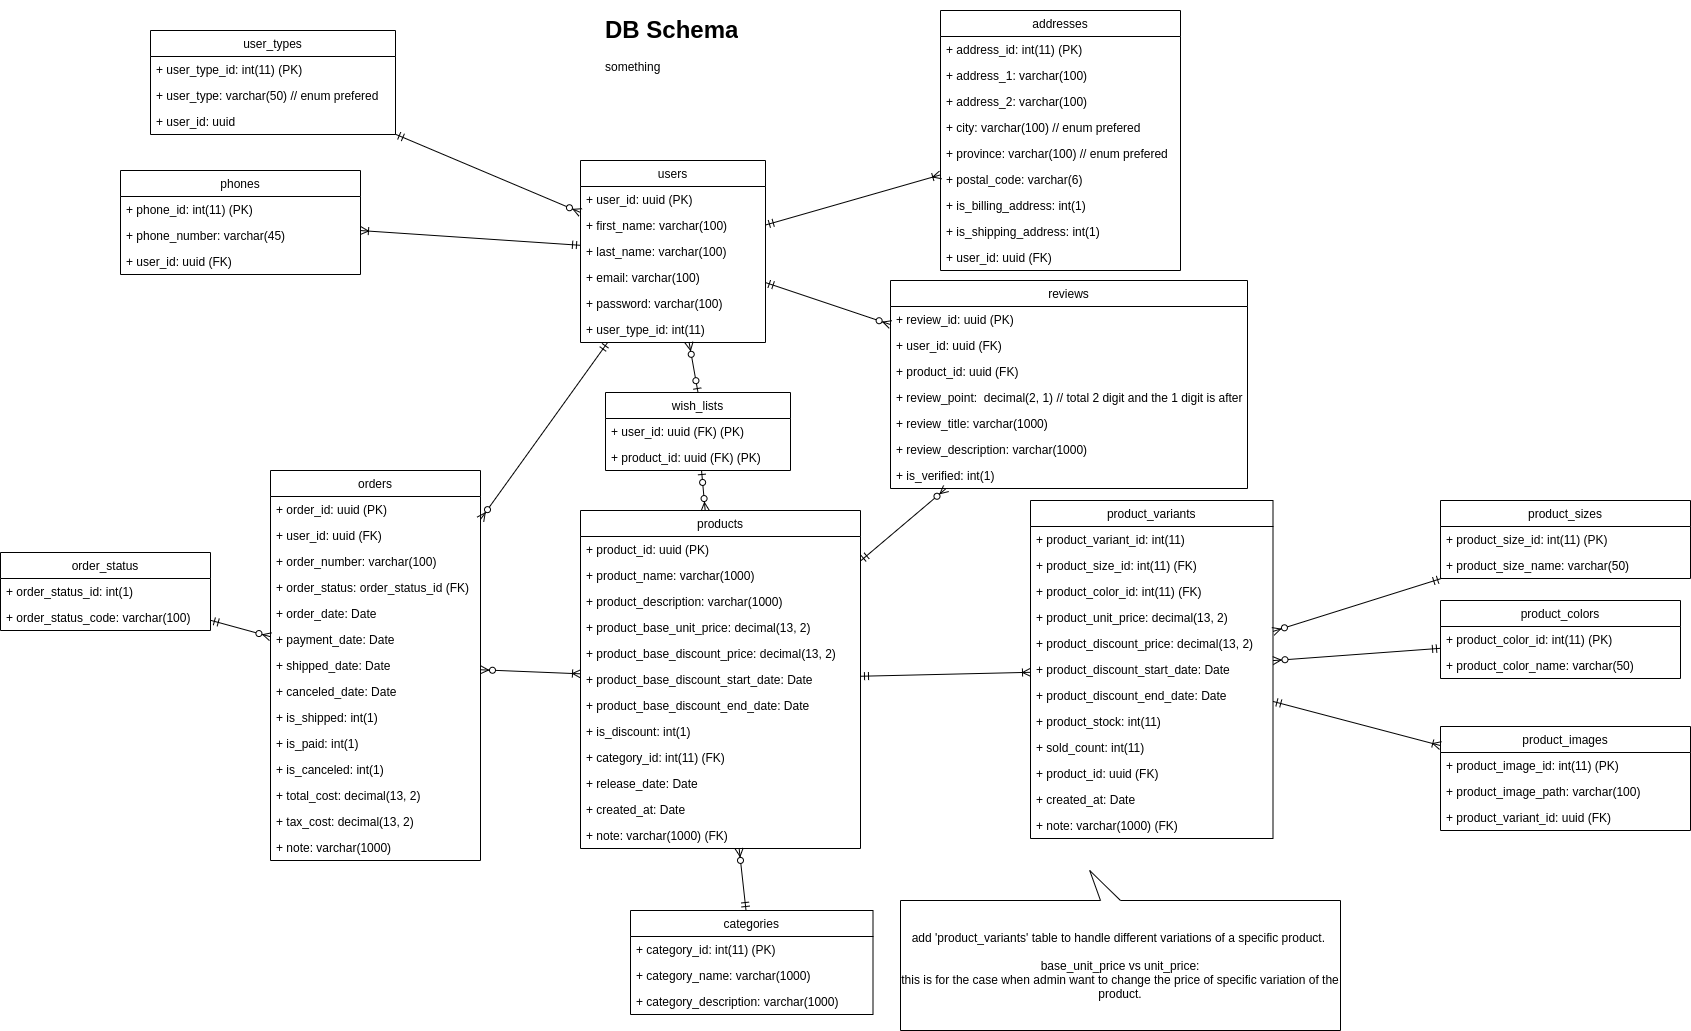 DB Schema
something
user_types
+ user_type_id: int(11) (PK)
+ user_type: varchar(50) // enum prefered
+ user_id: uuid
phones
+ phone_id: int(11) (PK)
+ phone_number: varchar(45)
+ user_id: uuid (FK)
users
+ user_id: uuid (PK)
+ first_name: varchar(100)
+ last_name: varchar(100)
+ email: varchar(100)
+ password: varchar(100)
+ user_type_id: int(11)
addresses
+ address_id: int(11) (PK)
+ address_1: varchar(100)
+ address_2: varchar(100)
+ city: varchar(100) // enum prefered
+ province: varchar(100) // enum prefered
+ postal_code: varchar(6)
+ is_billing_address: int(1)
+ is_shipping_address: int(1)
+ user_id: uuid (FK)
reviews
+ review_id: uuid (PK)
+ user_id: uuid (FK)
+ product_id: uuid (FK)
+ review_point:  decimal(2, 1) // total 2 digit and the 1 digit is after
+ review_title: varchar(1000)
+ review_description: varchar(1000)
+ is_verified: int(1)
wish_lists
+ user_id: uuid (FK) (PK)
+ product_id: uuid (FK) (PK)
orders
+ order_id: uuid (PK)
+ user_id: uuid (FK)
+ order_number: varchar(100)
+ order_status: order_status_id (FK)
+ order_date: Date
+ payment_date: Date
+ shipped_date: Date
+ canceled_date: Date
+ is_shipped: int(1)
+ is_paid: int(1)
+ is_canceled: int(1)
+ total_cost: decimal(13, 2)
+ tax_cost: decimal(13, 2)
+ note: varchar(1000)
order_status
+ order_status_id: int(1)
+ order_status_code: varchar(100)
products
+ product_id: uuid (PK)
+ product_name: varchar(1000)
+ product_description: varchar(1000)
+ product_base_unit_price: decimal(13, 2)
+ product_base_discount_price: decimal(13, 2)
+ product_base_discount_start_date: Date
+ product_base_discount_end_date: Date
+ is_discount: int(1)
+ category_id: int(11) (FK)
+ release_date: Date
+ created_at: Date
+ note: varchar(1000) (FK)
product_variants
+ product_variant_id: int(11)
+ product_size_id: int(11) (FK)
+ product_color_id: int(11) (FK)
+ product_unit_price: decimal(13, 2)
+ product_discount_price: decimal(13, 2)
+ product_discount_start_date: Date
+ product_discount_end_date: Date
+ product_stock: int(11)
+ sold_count: int(11)
+ product_id: uuid (FK)
+ created_at: Date
+ note: varchar(1000) (FK)
product_sizes
+ product_size_id: int(11) (PK)
+ product_size_name: varchar(50)
product_colors
+ product_color_id: int(11) (PK)
+ product_color_name: varchar(50)
product_images
+ product_image_id: int(11) (PK)
+ product_image_path: varchar(100)
+ product_variant_id: uuid (FK)
categories
+ category_id: int(11) (PK)
+ category_name: varchar(1000)
+ category_description: varchar(1000)
add 'product_variants' table to handle different variations of a specific product.
base_unit_price vs unit_price:
this is for the case when admin want to change the price of specific variation of the
product.